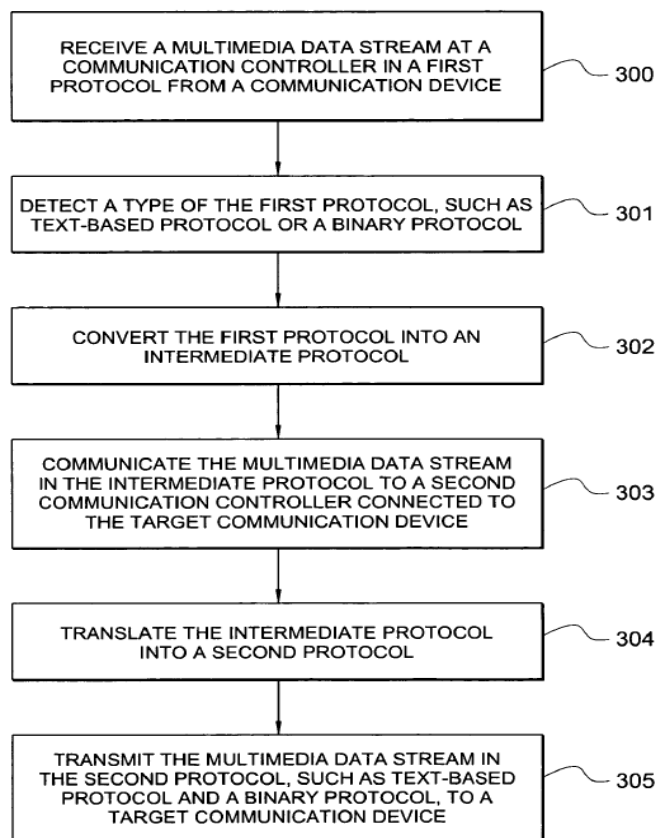 RECEIVE A MULTIMEDIA DATA STREAM AT A
COMMUNICATION CONTROLLER IN A FIRST
PROTOCOL FROM A COMMUNICATION DEVICE
300
DETECT A TYPE OF THE FIRST PROTOCOL, SUCH AS
TEXT-BASED PROTOCOL OR A BINARY PROTOCOL
301
CONVERT THE FIRST PROTOCOL INTO AN
INTERMEDIATE PROTOCOL
302
COMMUNICATE THE MULTIMEDIA DATA STREAM
IN THE INTERMEDIATE PROTOCOL TO A SECOND
COMMUNICATION CONTROLLER CONNECTED TO
THE TARGET COMMUNICATION DEVICE
303
TRANSLATE THE INTERMEDIATE PROTOCOL
INTO A SECOND PROTOCOL
304
TRANSMIT THE MULTIMEDIA DATA STREAM IN
THE SECOND PROTOCOL, SUCH AS TEXT-BASED
PROTOCOL AND A BINARY PROTOCOL, TO A
TARGET COMMUNICATION DEVICE
305